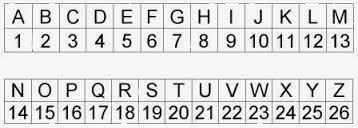 A B C D E F G H I J K L M
1 2 3 4 5 6 7 8 9 10 11 12 13
N O P Q R S T U V W X Y Z
14 15 16 17 18 19 20 21 22 23 24 25 26